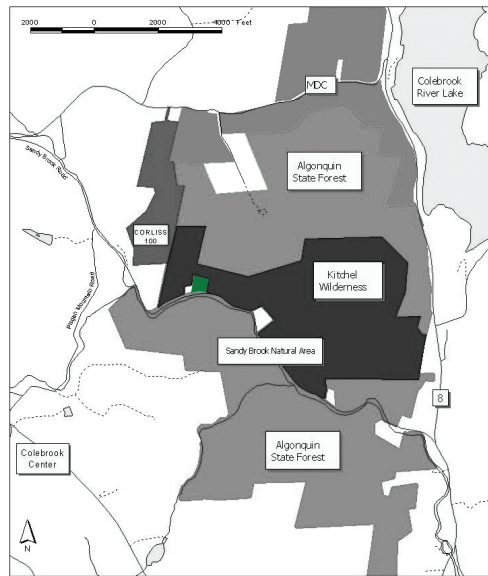 2000 0 2000 4000 Feet
MDC
Colebrook
River Lake
Sandy Brook Road
Algonquin
State Forest
CORLISS
100
Kitchel
Wilderness
Sandy Brook Natural Area
8
Colebrook
Center
Algonquin
State Forest
N